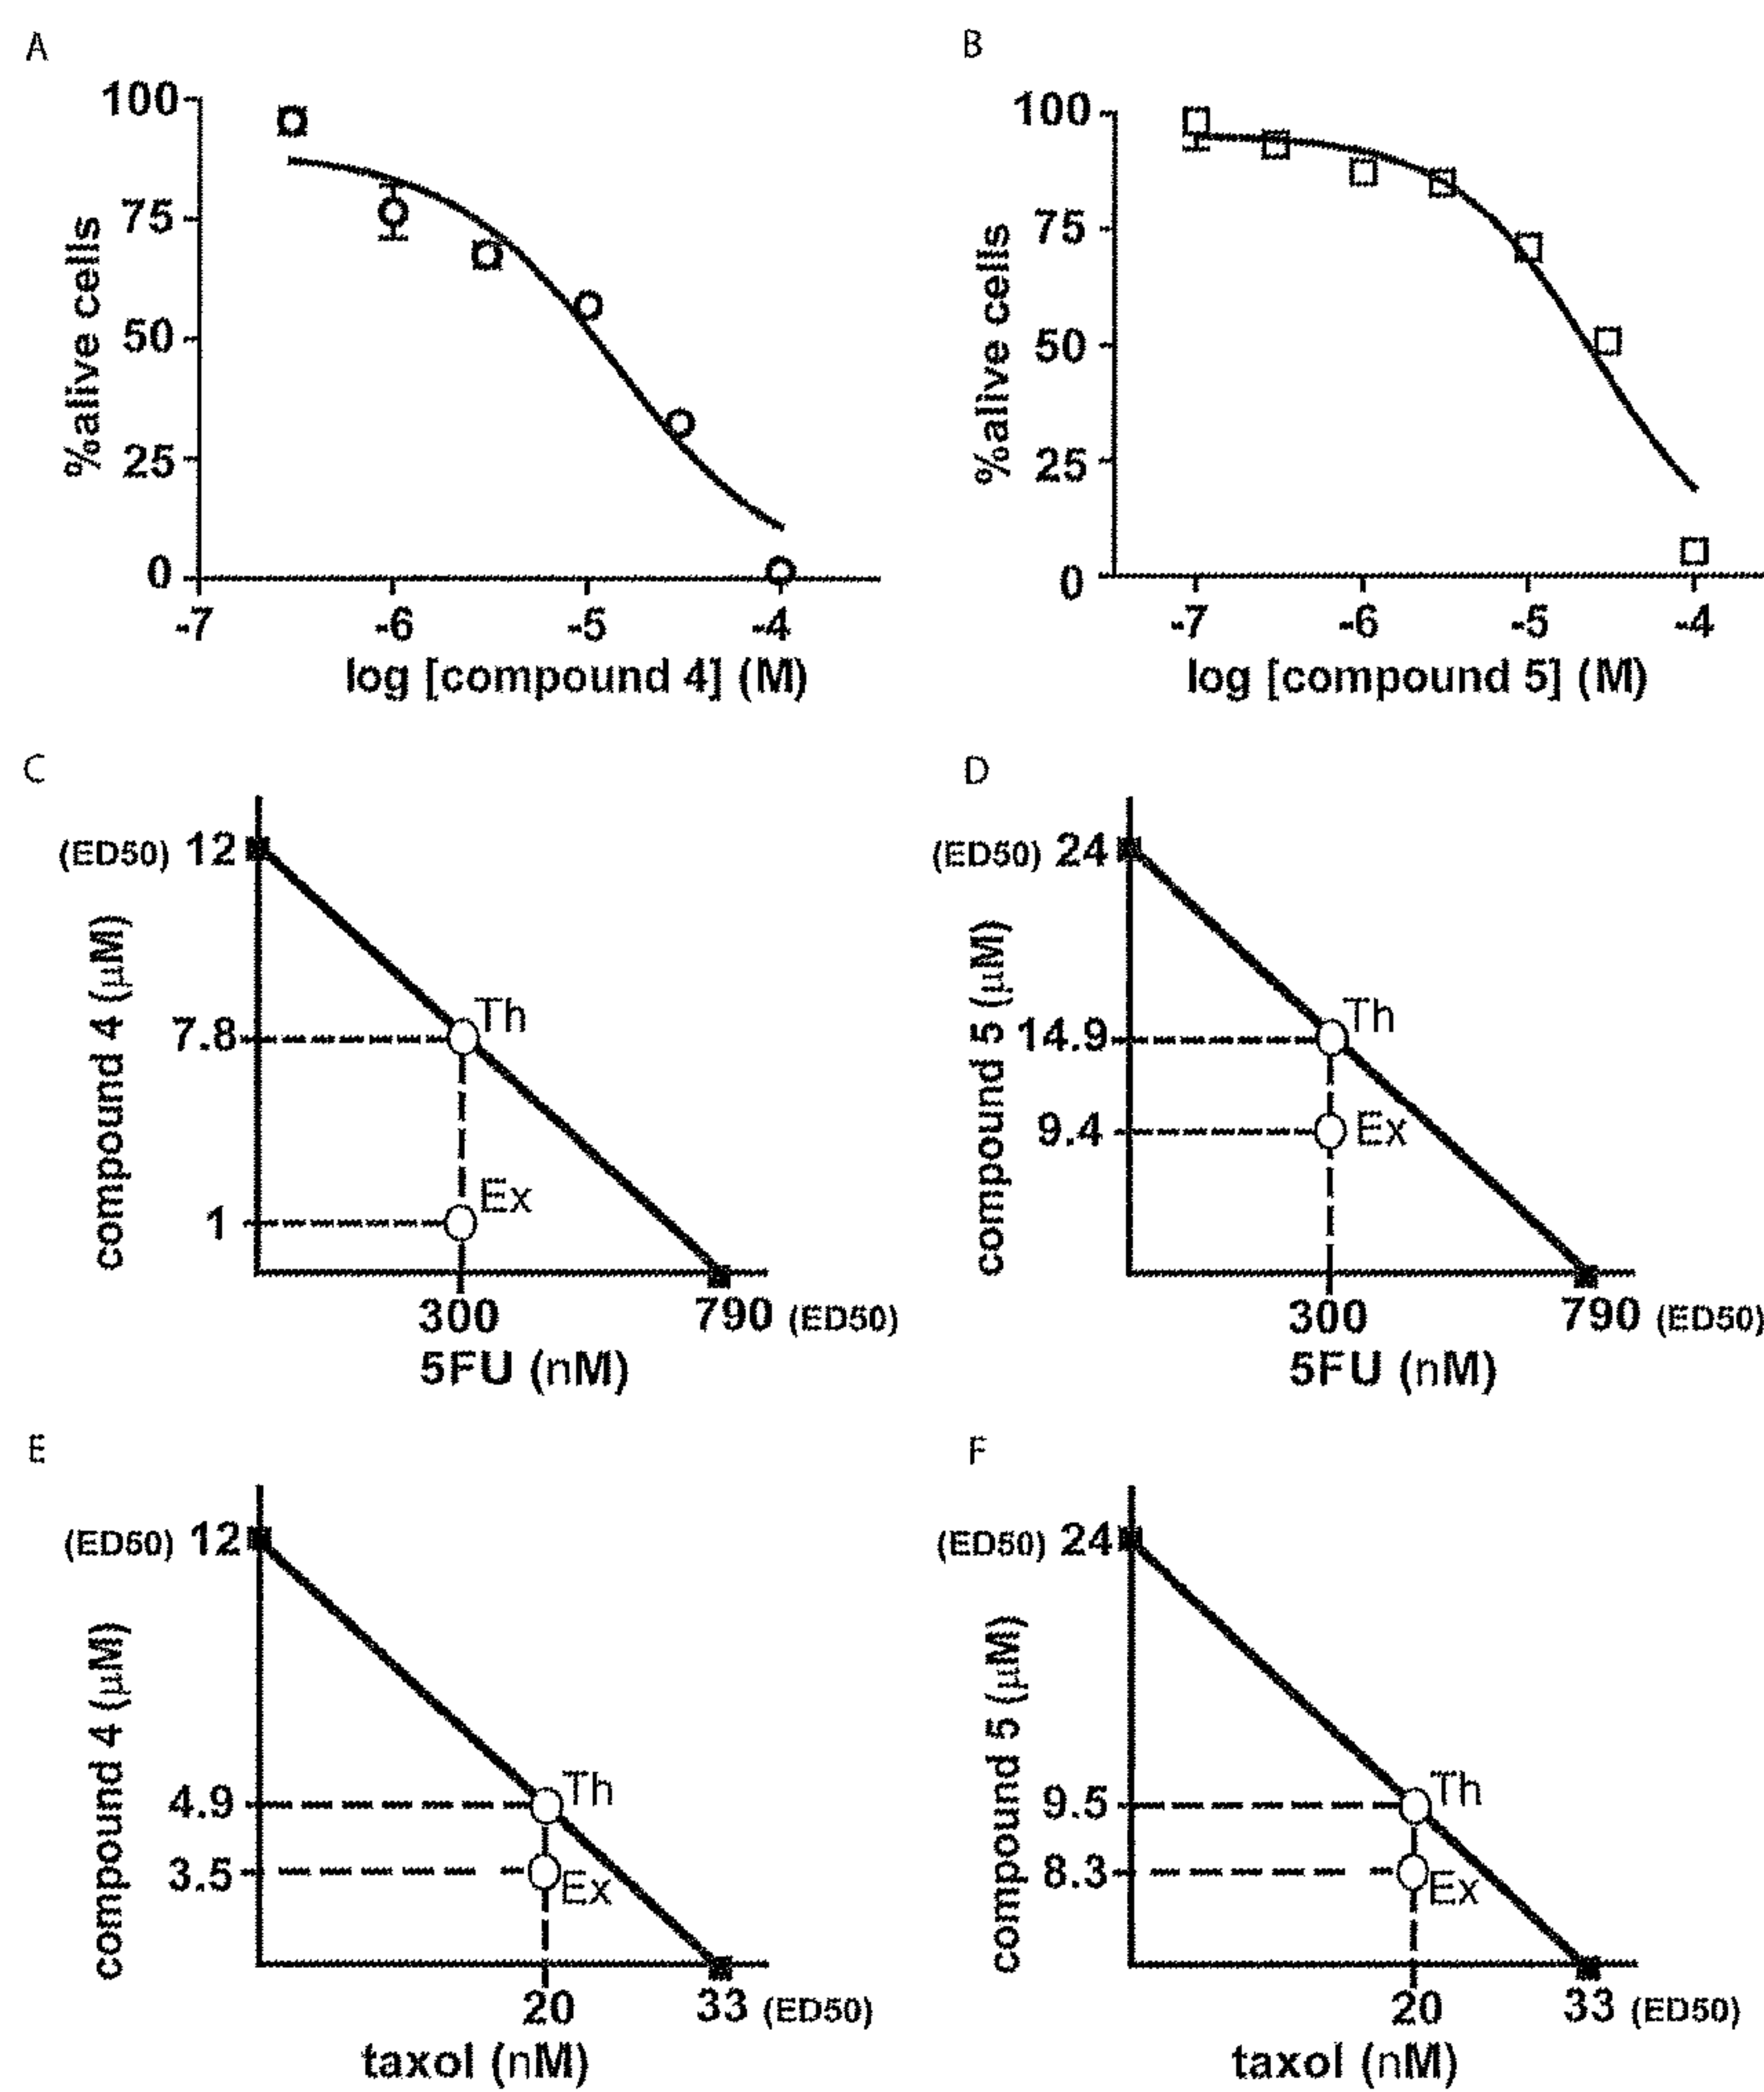 A
100
75
50
25
0
%alive cells
-7 -6 -5 -4
log [compound 4] (M)
B
100
75
50
25
0
%alive cells
-7 -6 -5 -4
log [compound 5] (M)
C
(ED50) 12
7.8
1
compound 4 (μM)
Th
Ex
300
790 (ED50)
5FU (nM)
D
(ED50) 24
14.9
9.4
compound 5 (μM)
Th
Ex
300
790 (ED50)
5FU (nM)
E
(ED50) 12
4.9
3.5
compound 4 (μM)
Th
Ex
20
33 (ED50)
taxol (nM)
F
(ED50) 24
9.5
8.3
compound 5 (μM)
Th
Ex
20
33 (ED50)
taxol (nM)